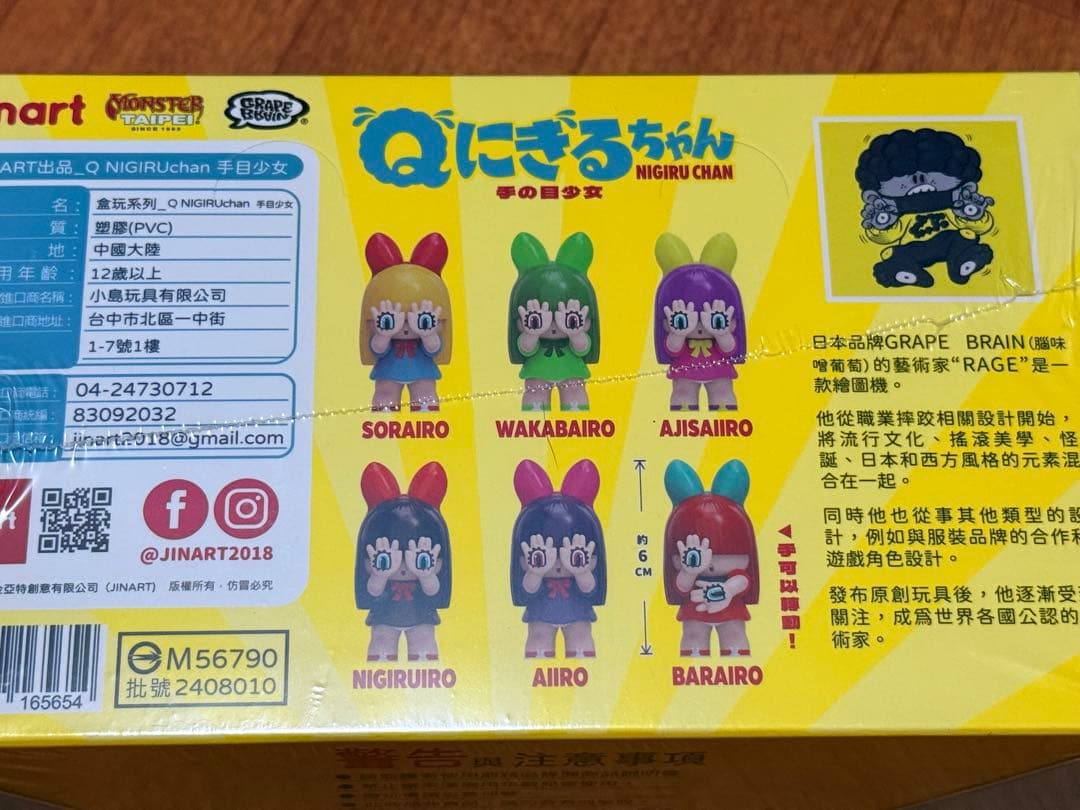 nart
MONSTER
TAIPEI
SINCE 1998
GRAPE
BRAIN
ART出品_Q NIGIRUchan 手目少女
名： 盒玩系列_Q NIGIRUchan 手目少女
質： 塑膠(PVC)
地： 中國大陸
用年齡： 12歲以上
進口商名稱： 小島玩具有限公司
進口商地址： 台中市北區一中街
1-7號1樓
04-24730712
83092032
jinart2018@gmail.com
@JINART2018
亞特創意有限公司（JINART） 版權所有．仿冒必究
165654
M56790
批號2408010
Qにぎるちゃん
NIGIRU CHAN
手の目少女
SORAIRO
WAKABAIRO
AJISAIIRO
NIGIRUIRO
AIIRO
BARAIRO
約6CM
◀手可以轉動！
日本品牌GRAPE BRAIN(腦味
噌葡萄)的藝術家“RAGE”是一
款繪圖機。
他從職業摔跤相關設計開始，
將流行文化、搖滾美學、怪
誕、日本和西方風格的元素混
合在一起。
同時他也從事其他類型的設
計，例如與服裝品牌的合作和
遊戲角色設計。
發布原創玩具後，他逐漸受
關注，成為世界各國公認的
術家。
警告與注意事項